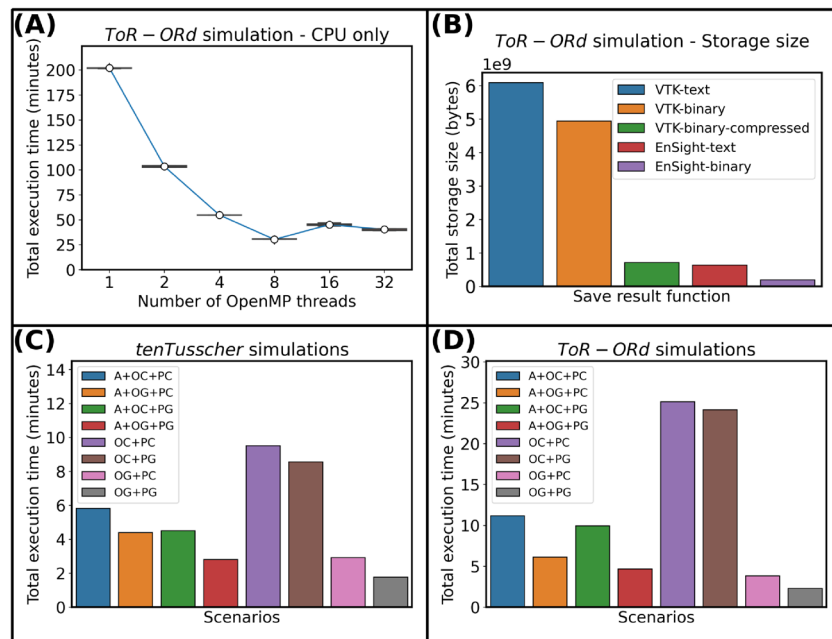 (A)
ToR − ORd simulation - CPU only
Total execution time (minutes)
200
175
150
125
100
75
50
25
0
1 2 4 8 16 32
Number of OpenMP threads
(B)
ToR − ORd simulation - Storage size
1e9
Total storage size (bytes)
6
5
4
3
2
1
0
VTK-text
VTK-binary
VTK-binary-compressed
EnSight-text
EnSight-binary
Save result function
(C)
tenTusscher simulations
Total execution time (minutes)
14
12
10
8
6
4
2
0
A+OC+PC
A+OG+PC
A+OC+PG
A+OG+PG
OC+PC
OC+PG
OG+PC
OG+PG
Scenarios
(D)
ToR − ORd simulations
Total execution time (minutes)
30
25
20
15
10
5
0
A+OC+PC
A+OG+PC
A+OC+PG
A+OG+PG
OC+PC
OC+PG
OG+PC
OG+PG
Scenarios